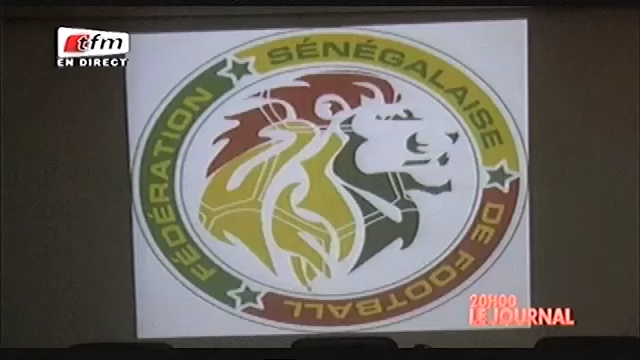 tfm
EN DIRECT
FÉDÉRATION SÉNÉGALAISE DE FOOTBALL
20H00
LE JOURNAL